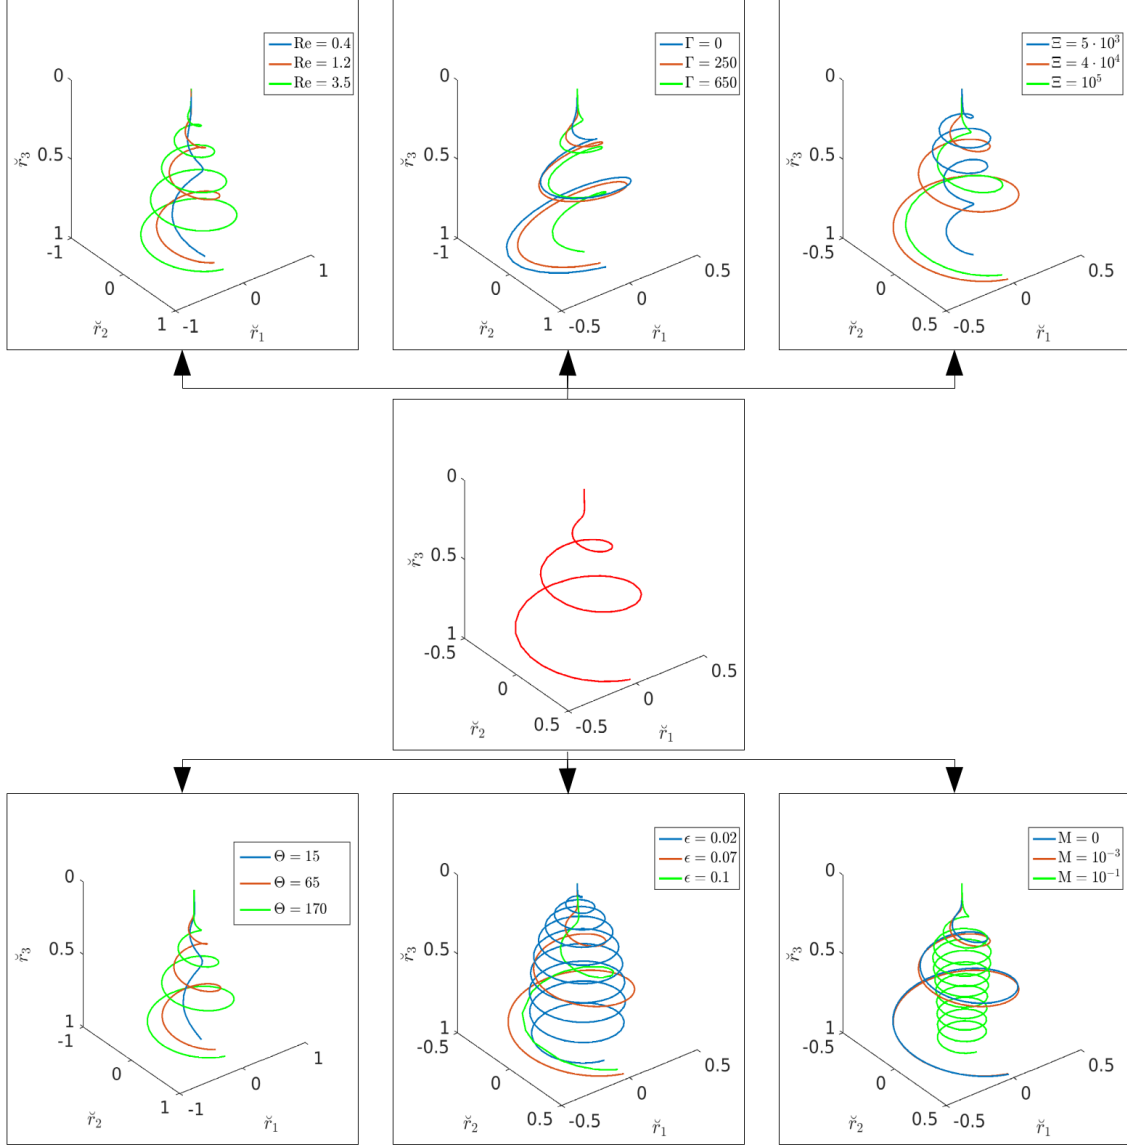 Re = 0.4
Re = 1.2
Re = 3.5
0
0.5
1
r̆₃
-1
0
1
r̆₂
-1
0
1
r̆₁
Γ = 0
Γ = 250
Γ = 650
0
0.5
1
r̆₃
-1
0
1
r̆₂
-0.5
0
0.5
r̆₁
Ξ = 5 · 10³
Ξ = 4 · 10⁴
Ξ = 10⁵
0
0.5
1
r̆₃
-0.5
0
0.5
r̆₂
-0.5
0
0.5
r̆₁
0
0.5
1
r̆₃
-0.5
0
0.5
r̆₂
-0.5
0
0.5
r̆₁
Θ = 15
Θ = 65
Θ = 170
0
0.5
1
r̆₃
-1
0
1
r̆₂
-1
0
1
r̆₁
ϵ = 0.02
ϵ = 0.07
ϵ = 0.1
0
0.5
1
r̆₃
-0.5
0
0.5
r̆₂
-0.5
0
0.5
r̆₁
M = 0
M = 10⁻³
M = 10⁻¹
0
0.5
1
r̆₃
-0.5
0
0.5
r̆₂
-0.5
0
0.5
r̆₁